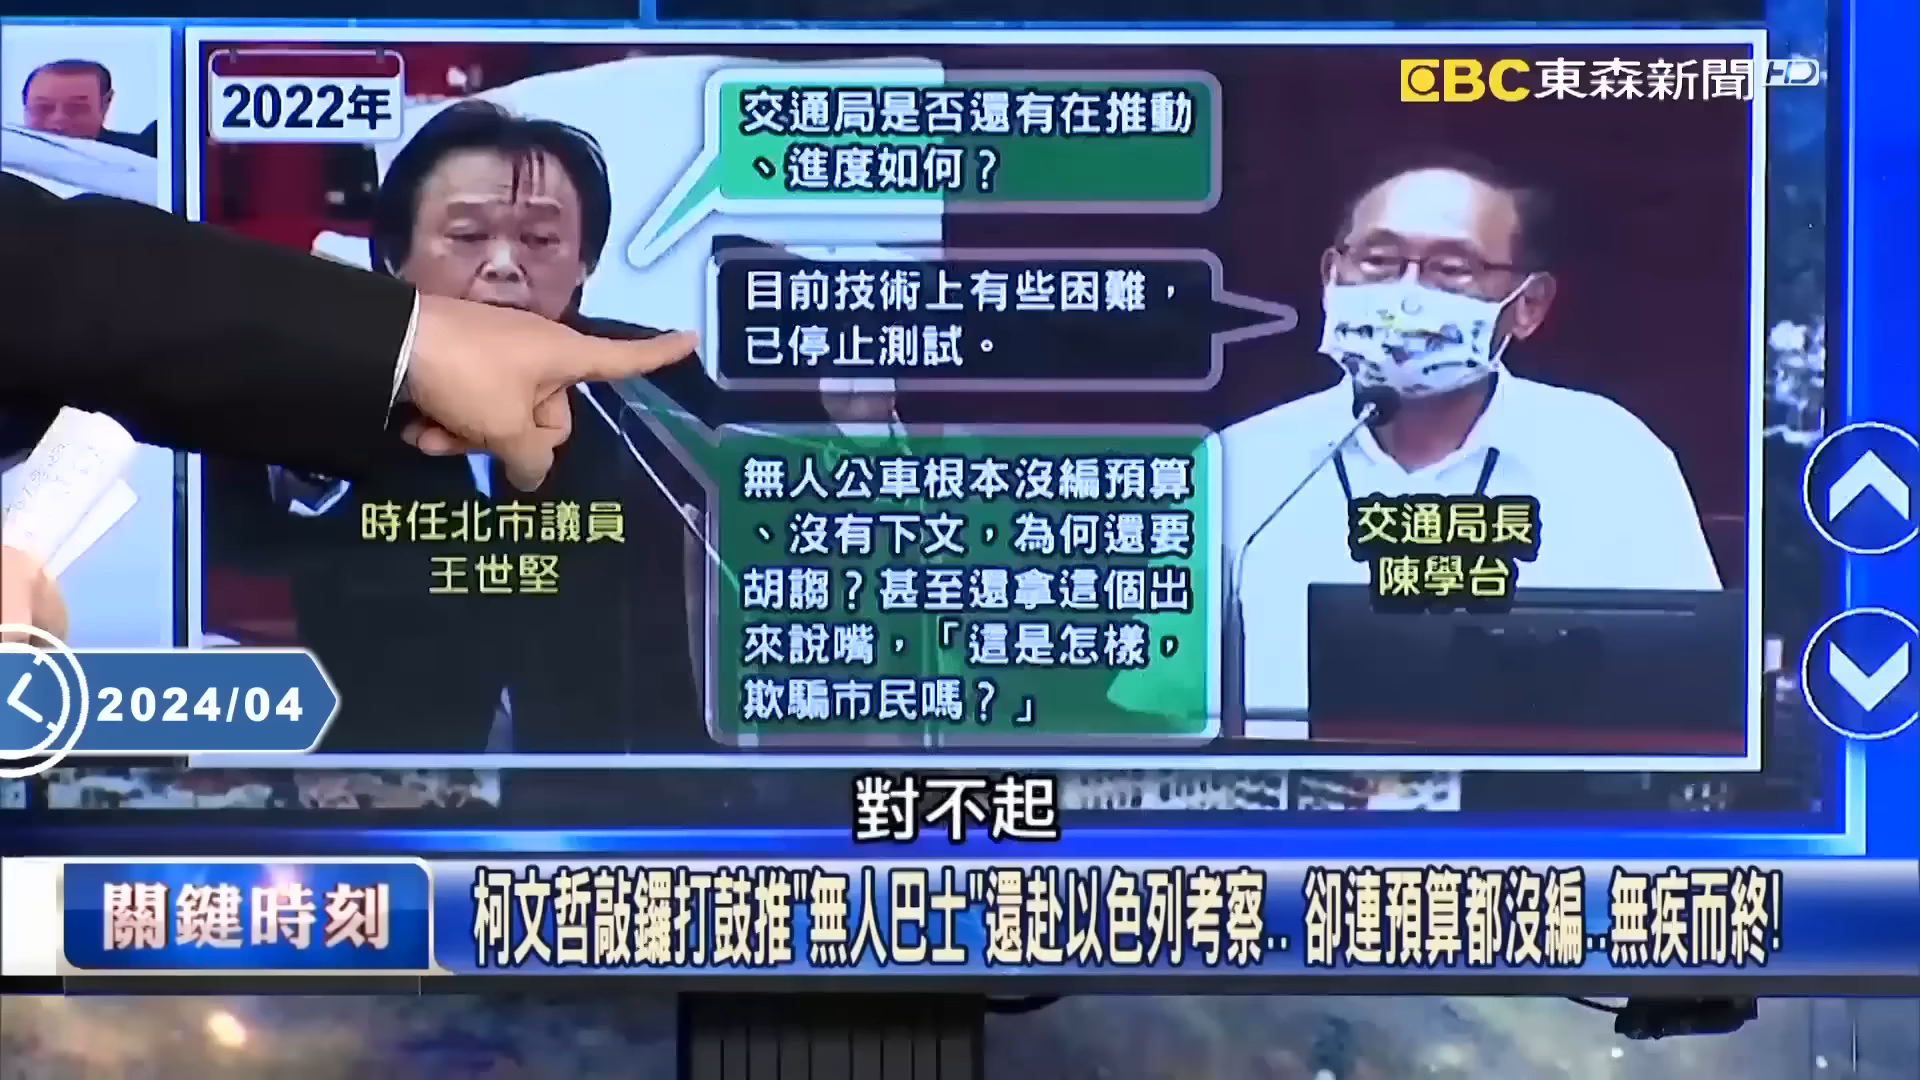 2022年
EBC東森新聞HD
交通局是否還有在推動
、進度如何？
目前技術上有些困難，
已停止測試。
無人公車根本沒編預算
、沒有下文，為何還要
胡謅？甚至還拿這個出
來說嘴，「這是怎樣，
欺騙市民嗎？」
時任北市議員
王世堅
交通局長
陳學台
2024/04
對不起
關鍵時刻
柯文哲敲鑼打鼓推"無人巴士"還赴以色列考察.. 卻連預算都沒編..無疾而終!